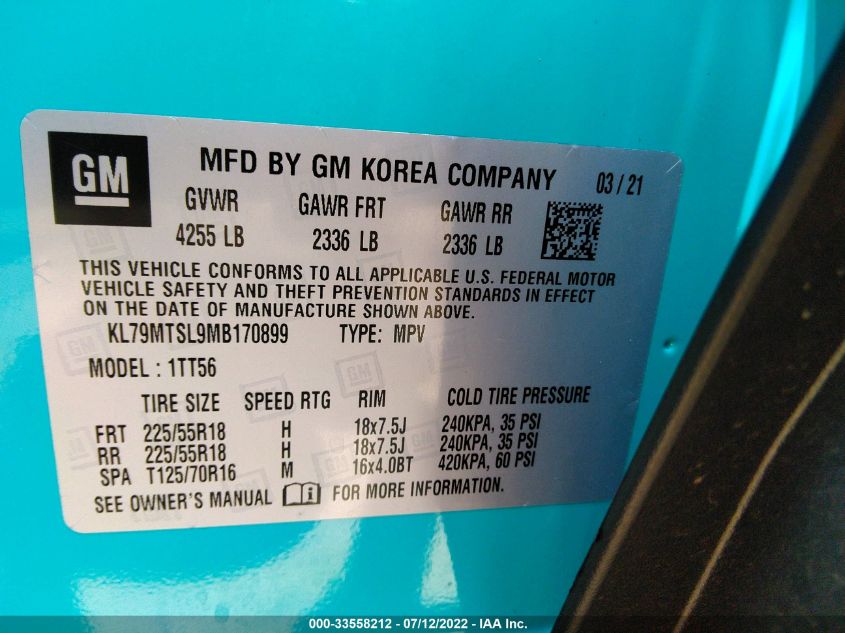 GM
MFD BY GM KOREA COMPANY 03/21
GVWR GAWR FRT GAWR RR
4255 LB 2336 LB 2336 LB
THIS VEHICLE CONFORMS TO ALL APPLICABLE U.S. FEDERAL MOTOR
VEHICLE SAFETY AND THEFT PREVENTION STANDARDS IN EFFECT
ON THE DATE OF MANUFACTURE SHOWN ABOVE.
KL79MTSL9MB170899 TYPE: MPV
MODEL : 1TT56
TIRE SIZE SPEED RTG RIM COLD TIRE PRESSURE
FRT 225/55R18 H 18x7.5J 240KPA, 35 PSI
RR 225/55R18 H 18x7.5J 240KPA, 35 PSI
SPA T125/70R16 M 16x4.0BT 420KPA, 60 PSI
SEE OWNER'S MANUAL FOR MORE INFORMATION.
000-33558212 - 07/12/2022 - IAA Inc.